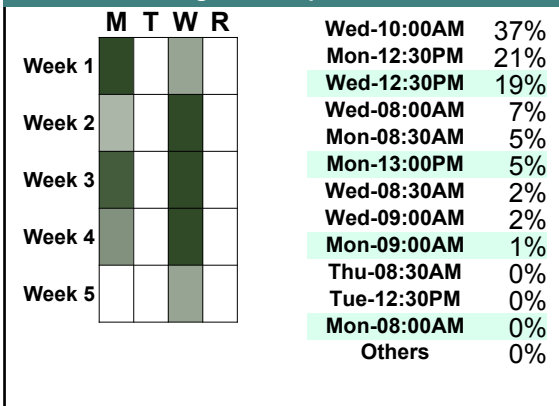 M T W R
Week 1
Week 2
Week 3
Week 4
Week 5
Wed-10:00AM 37%
Mon-12:30PM 21%
Wed-12:30PM 19%
Wed-08:00AM 7%
Mon-08:30AM 5%
Mon-13:00PM 5%
Wed-08:30AM 2%
Wed-09:00AM 2%
Mon-09:00AM 1%
Thu-08:30AM 0%
Tue-12:30PM 0%
Mon-08:00AM 0%
Others 0%